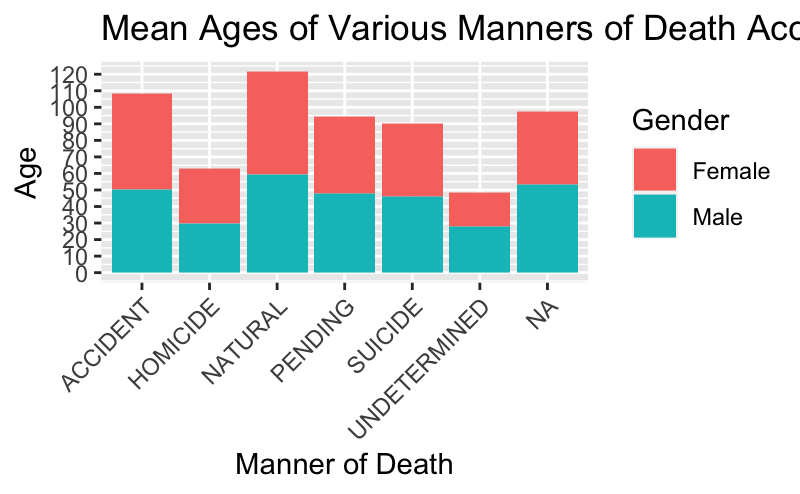 Mean Ages of Various Manners of Death Acc
Age
120
110
100
90
80
70
60
50
40
30
20
10
0
ACCIDENT
HOMICIDE
NATURAL
PENDING
SUICIDE
UNDETERMINED
NA
Manner of Death
Gender
Female
Male